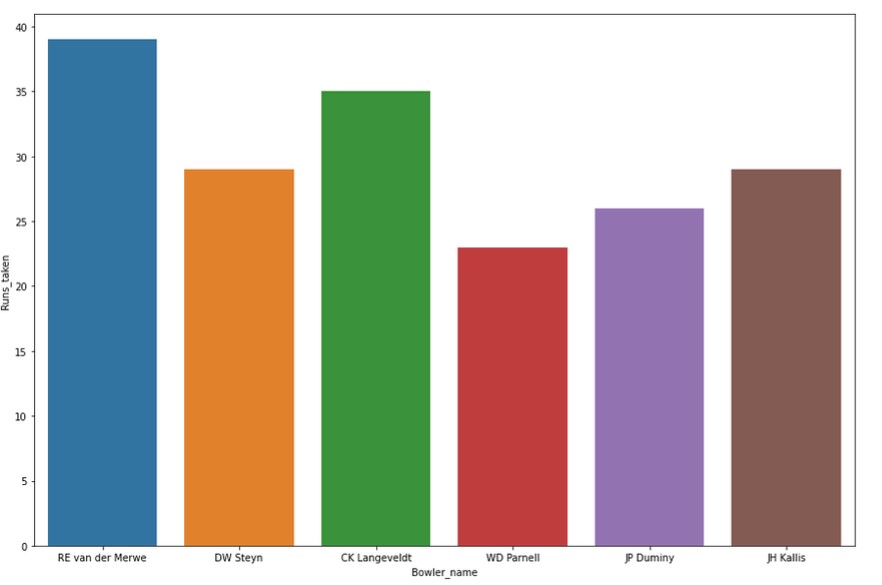 40
35
30
25
20
15
10
5
0
Runs_taken
RE van der Merwe
DW Steyn
CK Langeveldt
WD Parnell
JP Duminy
JH Kallis
Bowler_name